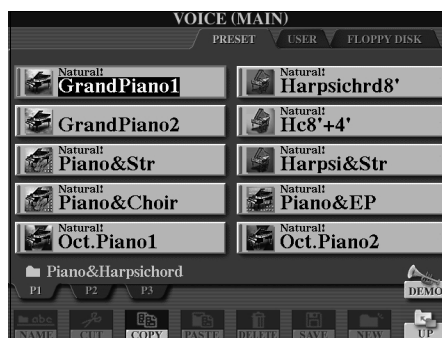 VOICE (MAIN)
PRESET USER FLOPPY DISK
Natural!
GrandPiano1
Natural!
Harpsichrd8'
GrandPiano2
Natural!
Hc8'+4'
Natural!
Piano&Str
Natural!
Harpsi&Str
Natural!
Piano&Choir
Natural!
Piano&EP
Natural!
Oct.Piano1
Natural!
Oct.Piano2
Piano&Harpsichord
P1 P2 P3
DEMO
abc
NAME CUT COPY PASTE DELETE SAVE NEW UP